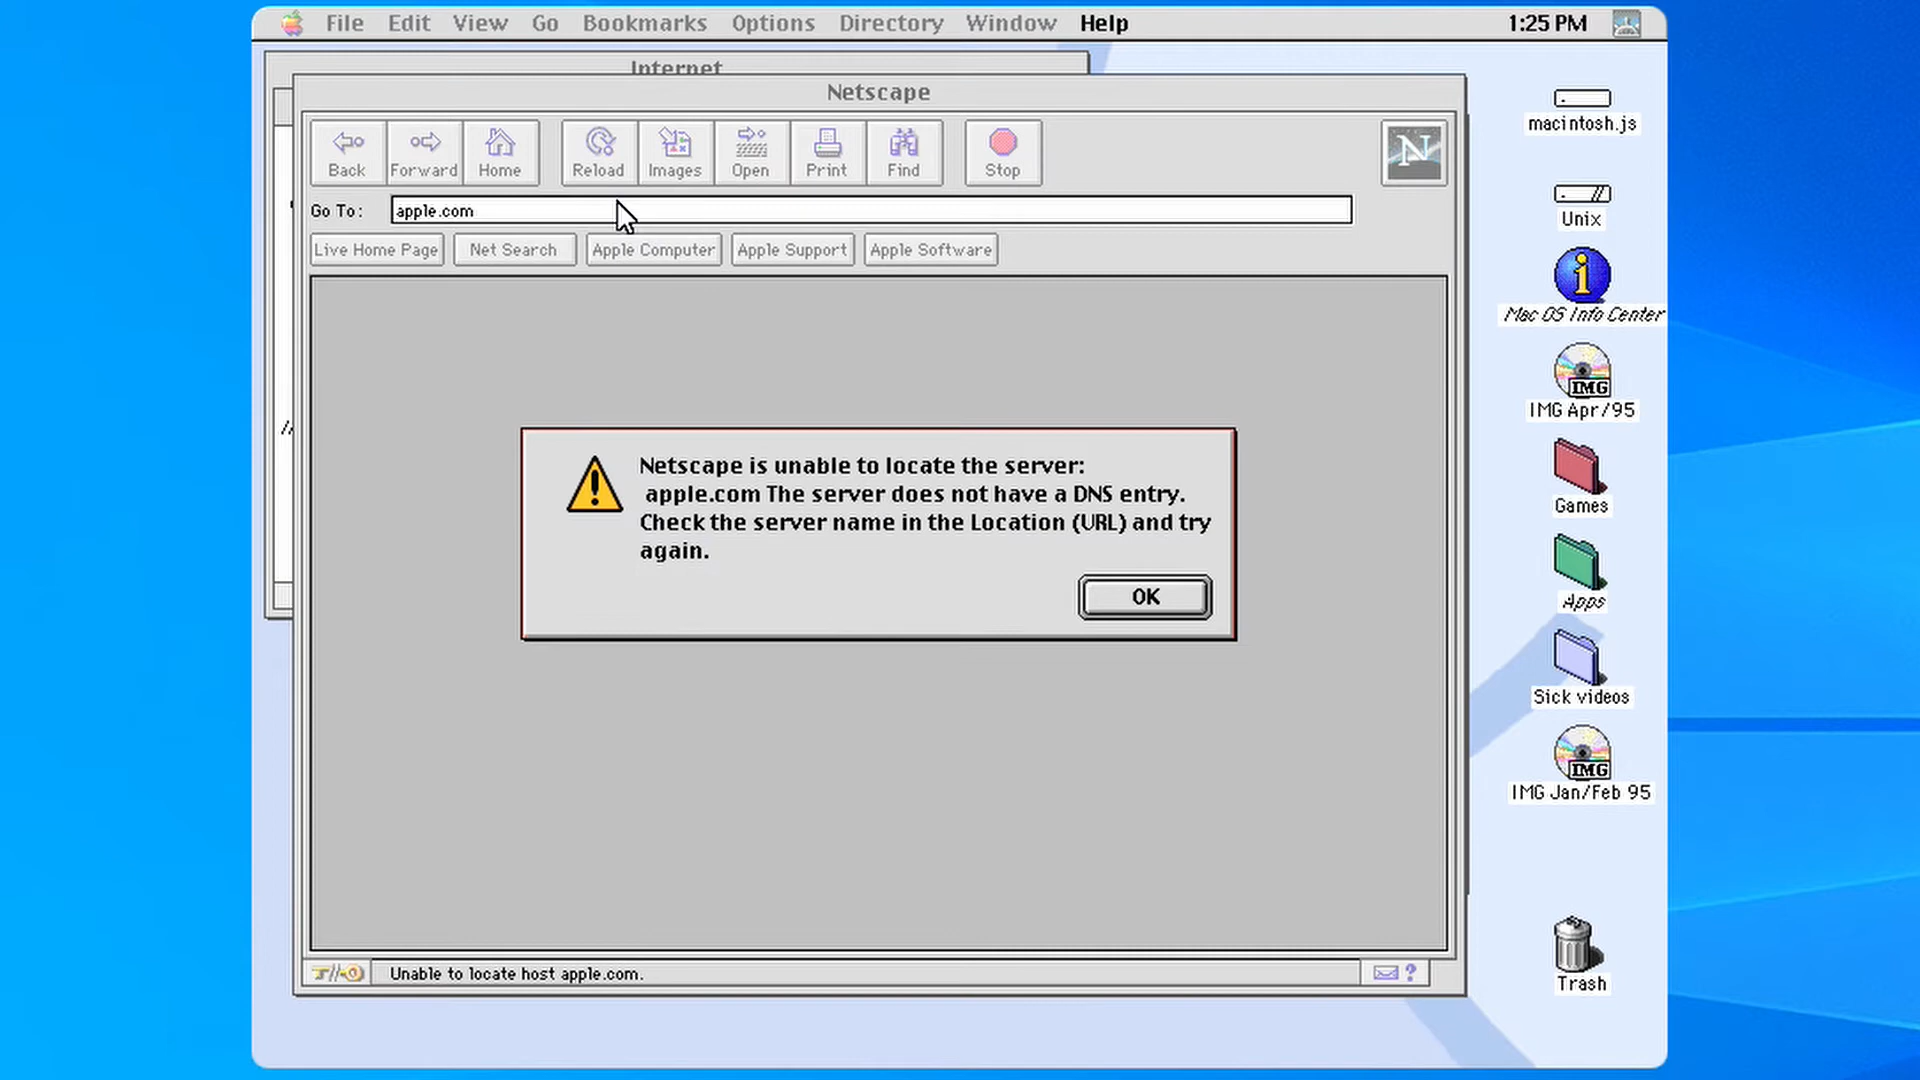 File Edit View Go Bookmarks Options Directory Window Help 1:25 PM
Internet
Netscape
Back Forward Home Reload Images Open Print Find Stop
N
Go To: apple.com
Live Home Page Net Search Apple Computer Apple Support Apple Software
Netscape is unable to locate the server:
apple.com The server does not have a DNS entry.
Check the server name in the Location (URL) and try
again.
OK
Unable to locate host apple.com.
?
macintosh.js
Unix
Mac OS Info Center
IMG
IMG Apr/95
Games
Apps
Sick videos
IMG
IMG Jan/Feb 95
Trash
//